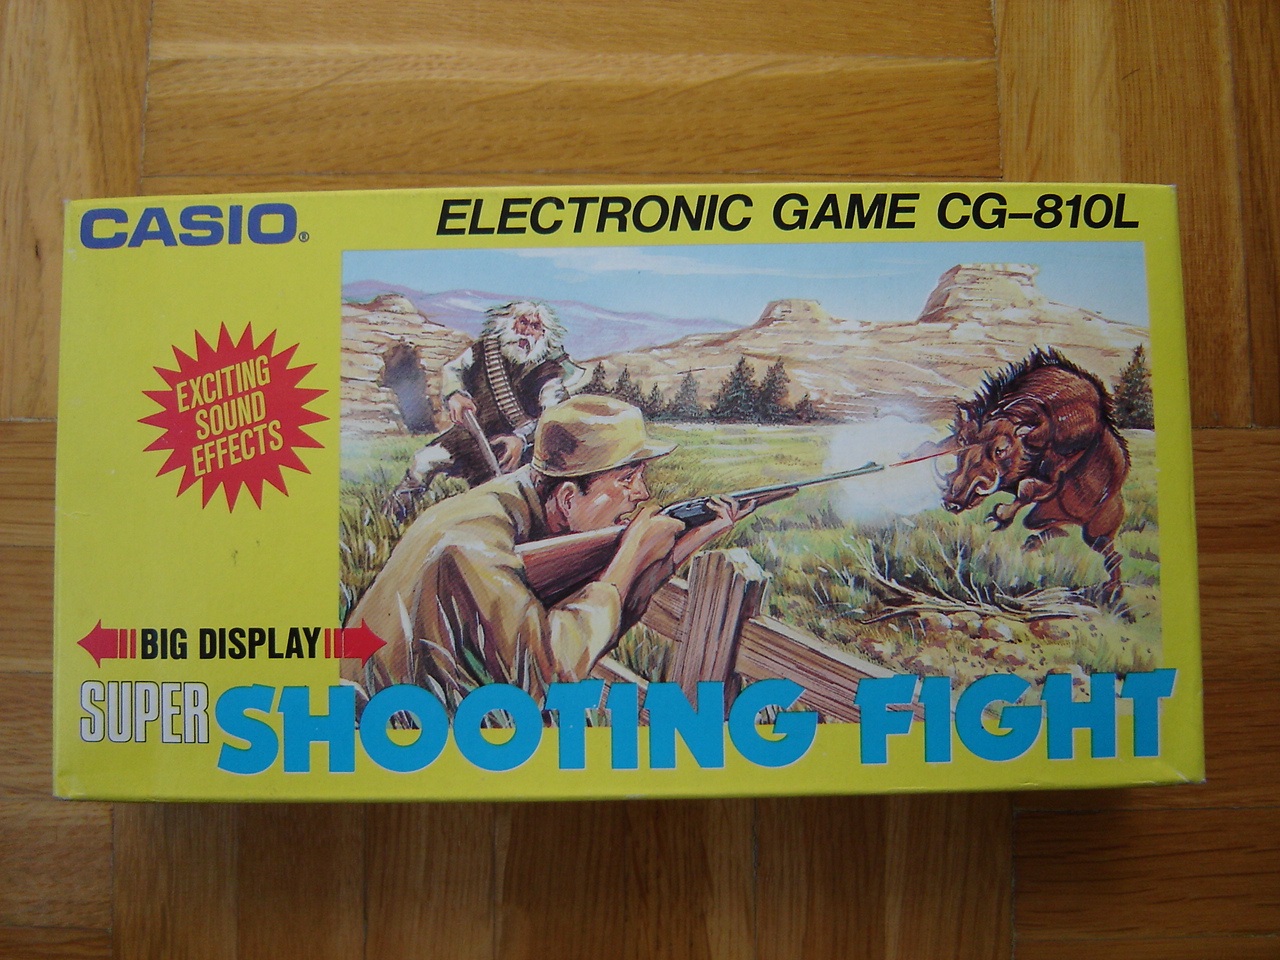 CASIO®
ELECTRONIC GAME CG-810L
EXCITING
SOUND
EFFECTS
BIG DISPLAY
SUPER SHOOTING FIGHT